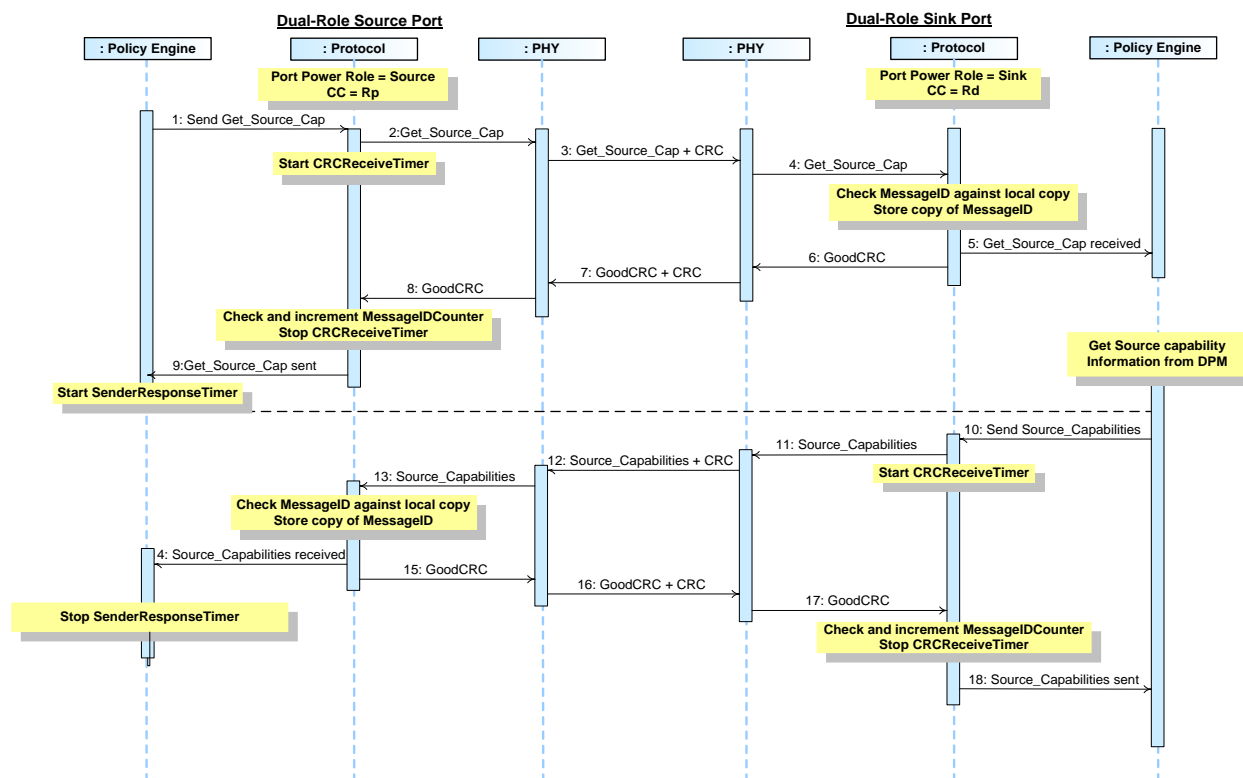 Dual-Role Source Port
Dual-Role Sink Port
: Policy Engine
: Protocol
: PHY
: PHY
: Protocol
: Policy Engine
Port Power Role = Source
CC = Rp
Port Power Role = Sink
CC = Rd
1: Send Get_Source_Cap
2:Get_Source_Cap
Start CRCReceiveTimer
3: Get_Source_Cap + CRC
4: Get_Source_Cap
Check MessageID against local copy
Store copy of MessageID
5: Get_Source_Cap received
6: GoodCRC
7: GoodCRC + CRC
8: GoodCRC
Check and increment MessageIDCounter
Stop CRCReceiveTimer
9:Get_Source_Cap sent
Start SenderResponseTimer
Get Source capability
Information from DPM
10: Send Source_Capabilities
11: Source_Capabilities
Start CRCReceiveTimer
12: Source_Capabilities + CRC
13: Source_Capabilities
Check MessageID against local copy
Store copy of MessageID
4: Source_Capabilities received
15: GoodCRC
16: GoodCRC + CRC
17: GoodCRC
Stop SenderResponseTimer
Check and increment MessageIDCounter
Stop CRCReceiveTimer
18: Source_Capabilities sent